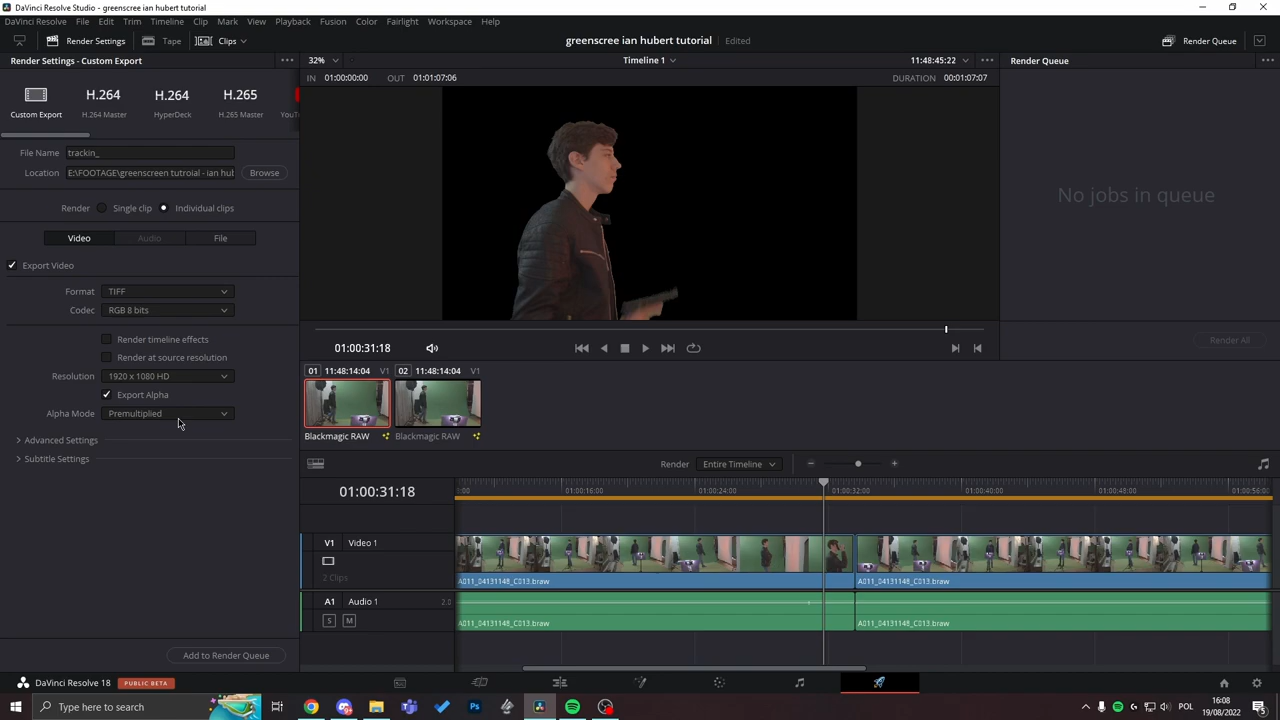 DaVinci Resolve Studio - greenscree ian hubert tutorial
DaVinci Resolve File Edit Trim Timeline Clip Mark View Playback Fusion Color Fairlight Workspace Help
Render Settings Tape Clips greenscree ian hubert tutorial Edited Render Queue
Render Settings - Custom Export 32% Timeline 1 11:48:45:22 Render Queue
IN 01:00:00:00 OUT 01:01:07:06 DURATION 00:01:07:07
H.264 H.264 H.265
Custom Export H.264 Master HyperDeck H.265 Master
File Name trackin_
Location E:\FOOTAGE\greenscreen tutroial - ian hut Browse
Render Single clip Individual clips
No jobs in queue
Video Audio File
Export Video
Format TIFF
Codec RGB 8 bits
Render timeline effects
Render at source resolution
Resolution 1920 x 1080 HD
Export Alpha
Alpha Mode Premultiplied
Advanced Settings
Subtitle Settings
01:00:31:18
Render All
01 11:48:14:04 V1 02 11:48:14:04 V1
Blackmagic RAW Blackmagic RAW
Render Entire Timeline
01:00:31:18
:00 01:00:16:00 01:00:24:00 01:00:32:00 01:00:40:00 01:00:48:00 01:00:56:00
V1 Video 1
2 Clips
A011_04131148_C013.braw A011_04131148_C013.braw
A1 Audio 1 2.0
S M
A011_04131148_C013.braw A011_04131148_C013.braw
Add to Render Queue
DaVinci Resolve 18 PUBLIC BETA
Type here to search
POL
16:08
19/08/2022